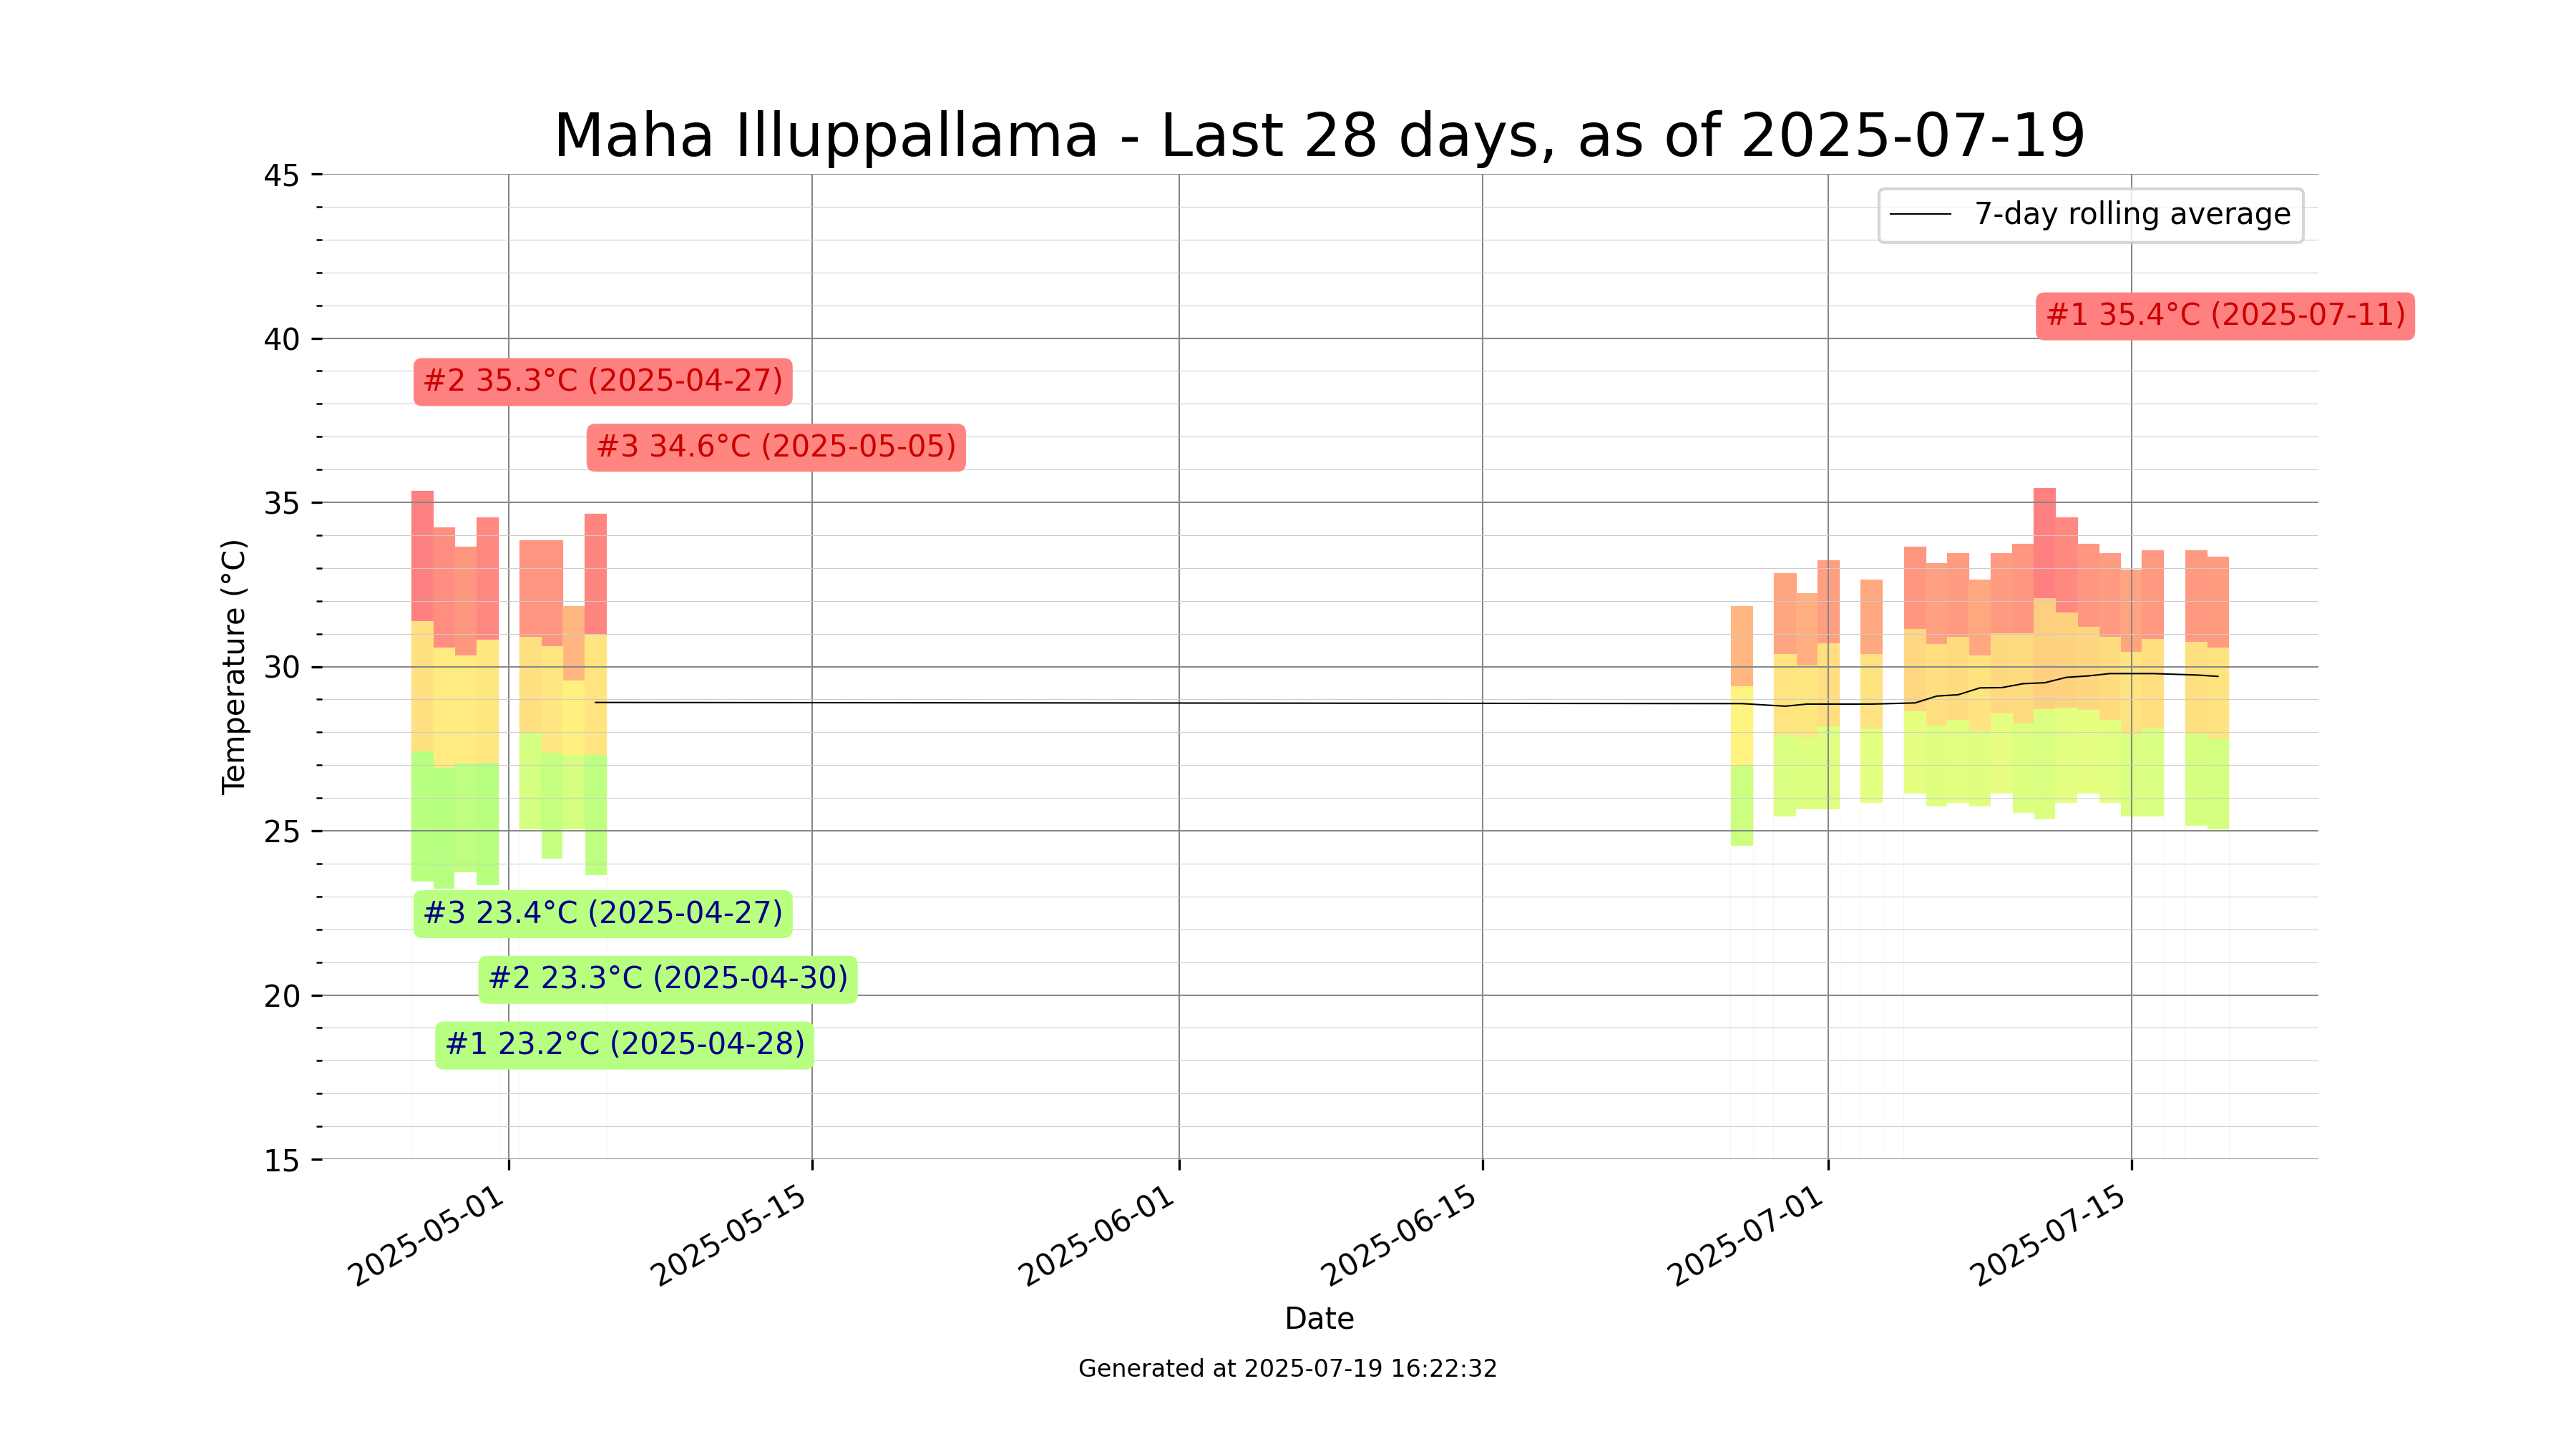 Maha Illuppallama - Last 28 days, as of 2025-07-19
45
40
35
30
25
20
15
Temperature (°C)
7-day rolling average
#1 35.4°C (2025-07-11)
#2 35.3°C (2025-04-27)
#3 34.6°C (2025-05-05)
#3 23.4°C (2025-04-27)
#2 23.3°C (2025-04-30)
#1 23.2°C (2025-04-28)
2025-05-01
2025-05-15
2025-06-01
2025-06-15
2025-07-01
2025-07-15
Date
Generated at 2025-07-19 16:22:32